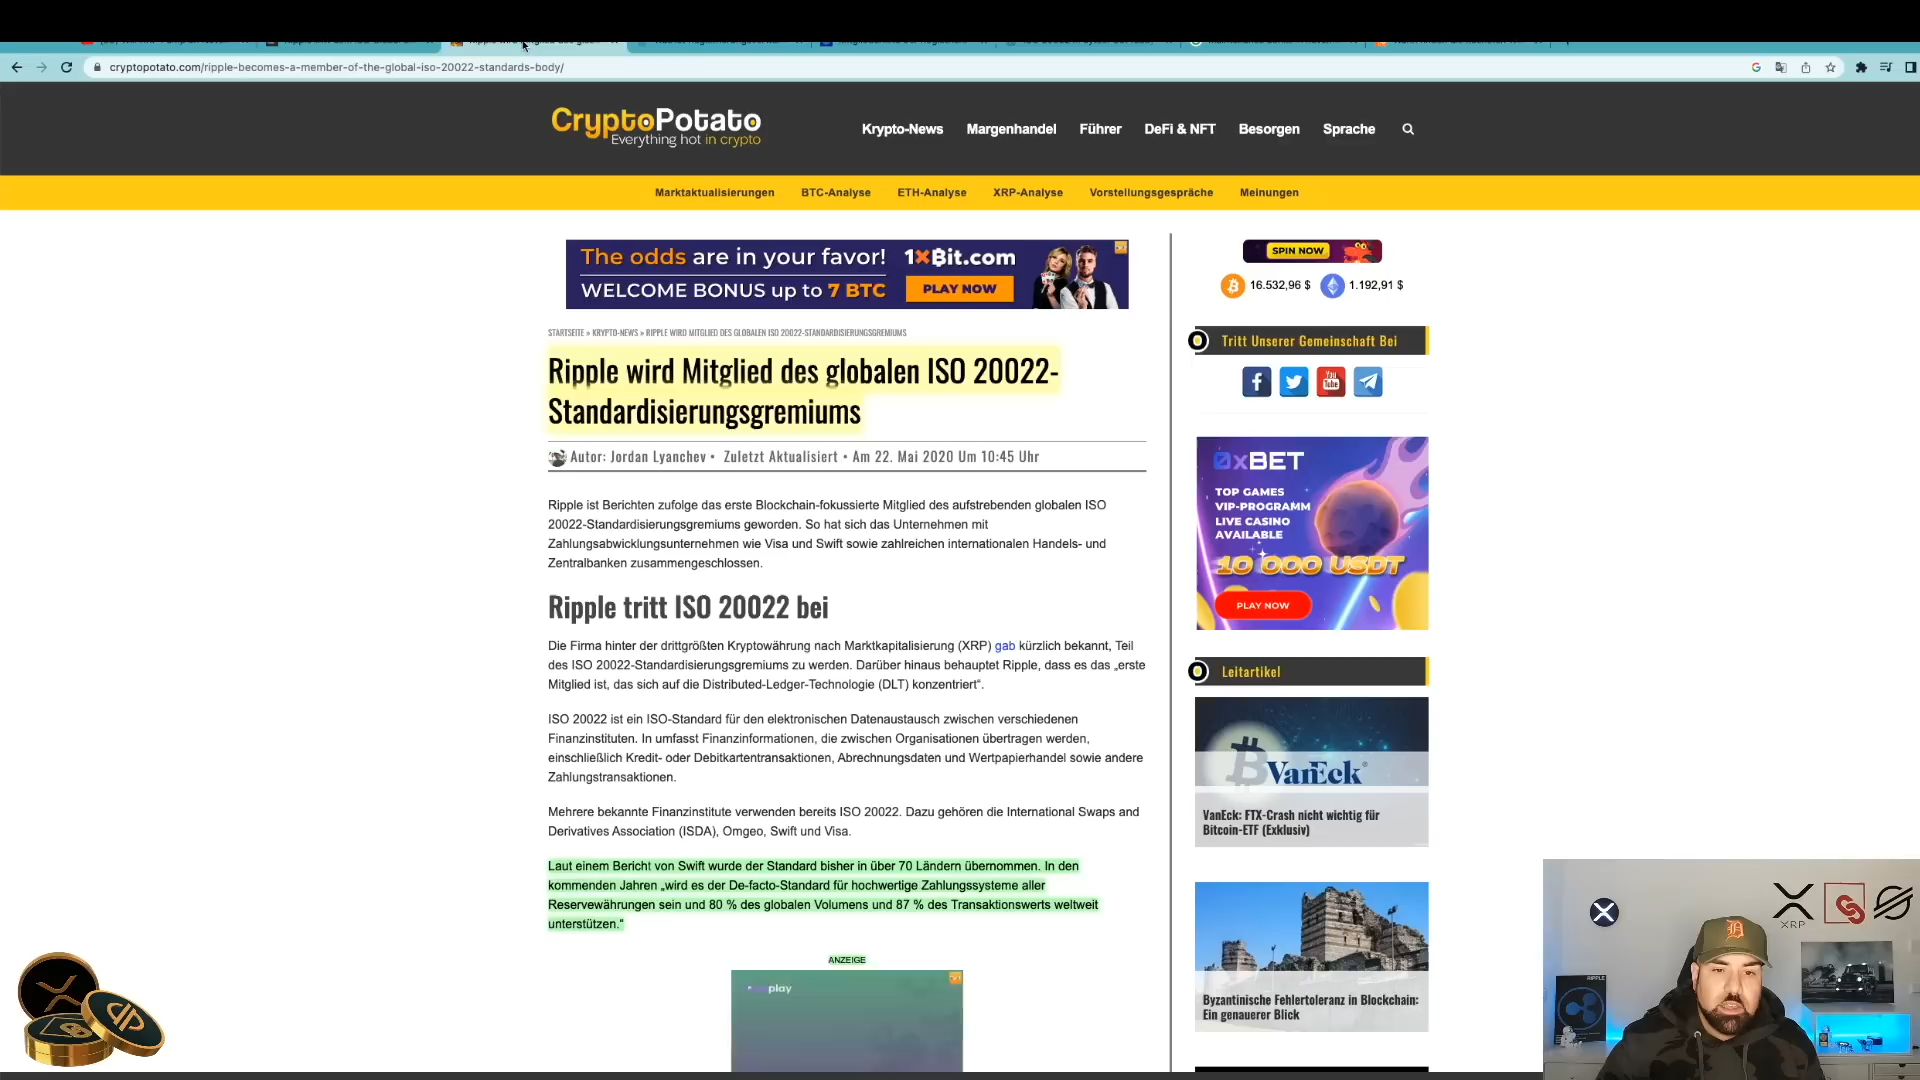 cryptopotato.com/ripple-becomes-a-member-of-the-global-iso-20022-standards-body/
CryptoPotato
Everything hot in crypto
Krypto-News Margenhandel Führer DeFi & NFT Besorgen Sprache
Marktaktualisierungen BTC-Analyse ETH-Analyse XRP-Analyse Vorstellungsgespräche Meinungen
The odds are in your favor!
WELCOME BONUS up to 7 BTC
1XBit.com
PLAY NOW
SPIN NOW
16.532,96 $ 1.192,91 $
STARTSEITE » KRYPTO-NEWS » RIPPLE WIRD MITGLIED DES GLOBALEN ISO 20022-STANDARDISIERUNGSGREMIUMS
Ripple wird Mitglied des globalen ISO 20022-
Standardisierungsgremiums
Autor: Jordan Lyanchev • Zuletzt Aktualisiert • Am 22. Mai 2020 Um 10:45 Uhr
Ripple ist Berichten zufolge das erste Blockchain-fokussierte Mitglied des aufstrebenden globalen ISO
20022-Standardisierungsgremiums geworden. So hat sich das Unternehmen mit
Zahlungsabwicklungsunternehmen wie Visa und Swift sowie zahlreichen internationalen Handels- und
Zentralbanken zusammengeschlossen.
Ripple tritt ISO 20022 bei
Die Firma hinter der drittgrößten Kryptowährung nach Marktkapitalisierung (XRP) gab kürzlich bekannt, Teil
des ISO 20022-Standardisierungsgremiums zu werden. Darüber hinaus behauptet Ripple, dass es das „erste
Mitglied ist, das sich auf die Distributed-Ledger-Technologie (DLT) konzentriert“.
ISO 20022 ist ein ISO-Standard für den elektronischen Datenaustausch zwischen verschiedenen
Finanzinstituten. In umfasst Finanzinformationen, die zwischen Organisationen übertragen werden,
einschließlich Kredit- oder Debitkartentransaktionen, Abrechnungsdaten und Wertpapierhandel sowie andere
Zahlungstransaktionen.
Mehrere bekannte Finanzinstitute verwenden bereits ISO 20022. Dazu gehören die International Swaps and
Derivatives Association (ISDA), Omgeo, Swift und Visa.
Laut einem Bericht von Swift wurde der Standard bisher in über 70 Ländern übernommen. In den
kommenden Jahren „wird es der De-facto-Standard für hochwertige Zahlungssysteme aller
Reservewährungen sein und 80 % des globalen Volumens und 87 % des Transaktionswerts weltweit
unterstützen.“
ANZEIGE
play
Tritt Unserer Gemeinschaft Bei
You
Tube
0xBET
TOP GAMES
VIP-PROGRAMM
LIVE CASINO
AVAILABLE
10 000 USDT
PLAY NOW
Leitartikel
VanEck
VanEck: FTX-Crash nicht wichtig für
Bitcoin-ETF (Exklusiv)
Byzantinische Fehlertoleranz in Blockchain:
Ein genauerer Blick
XRP
RIPPLE
D